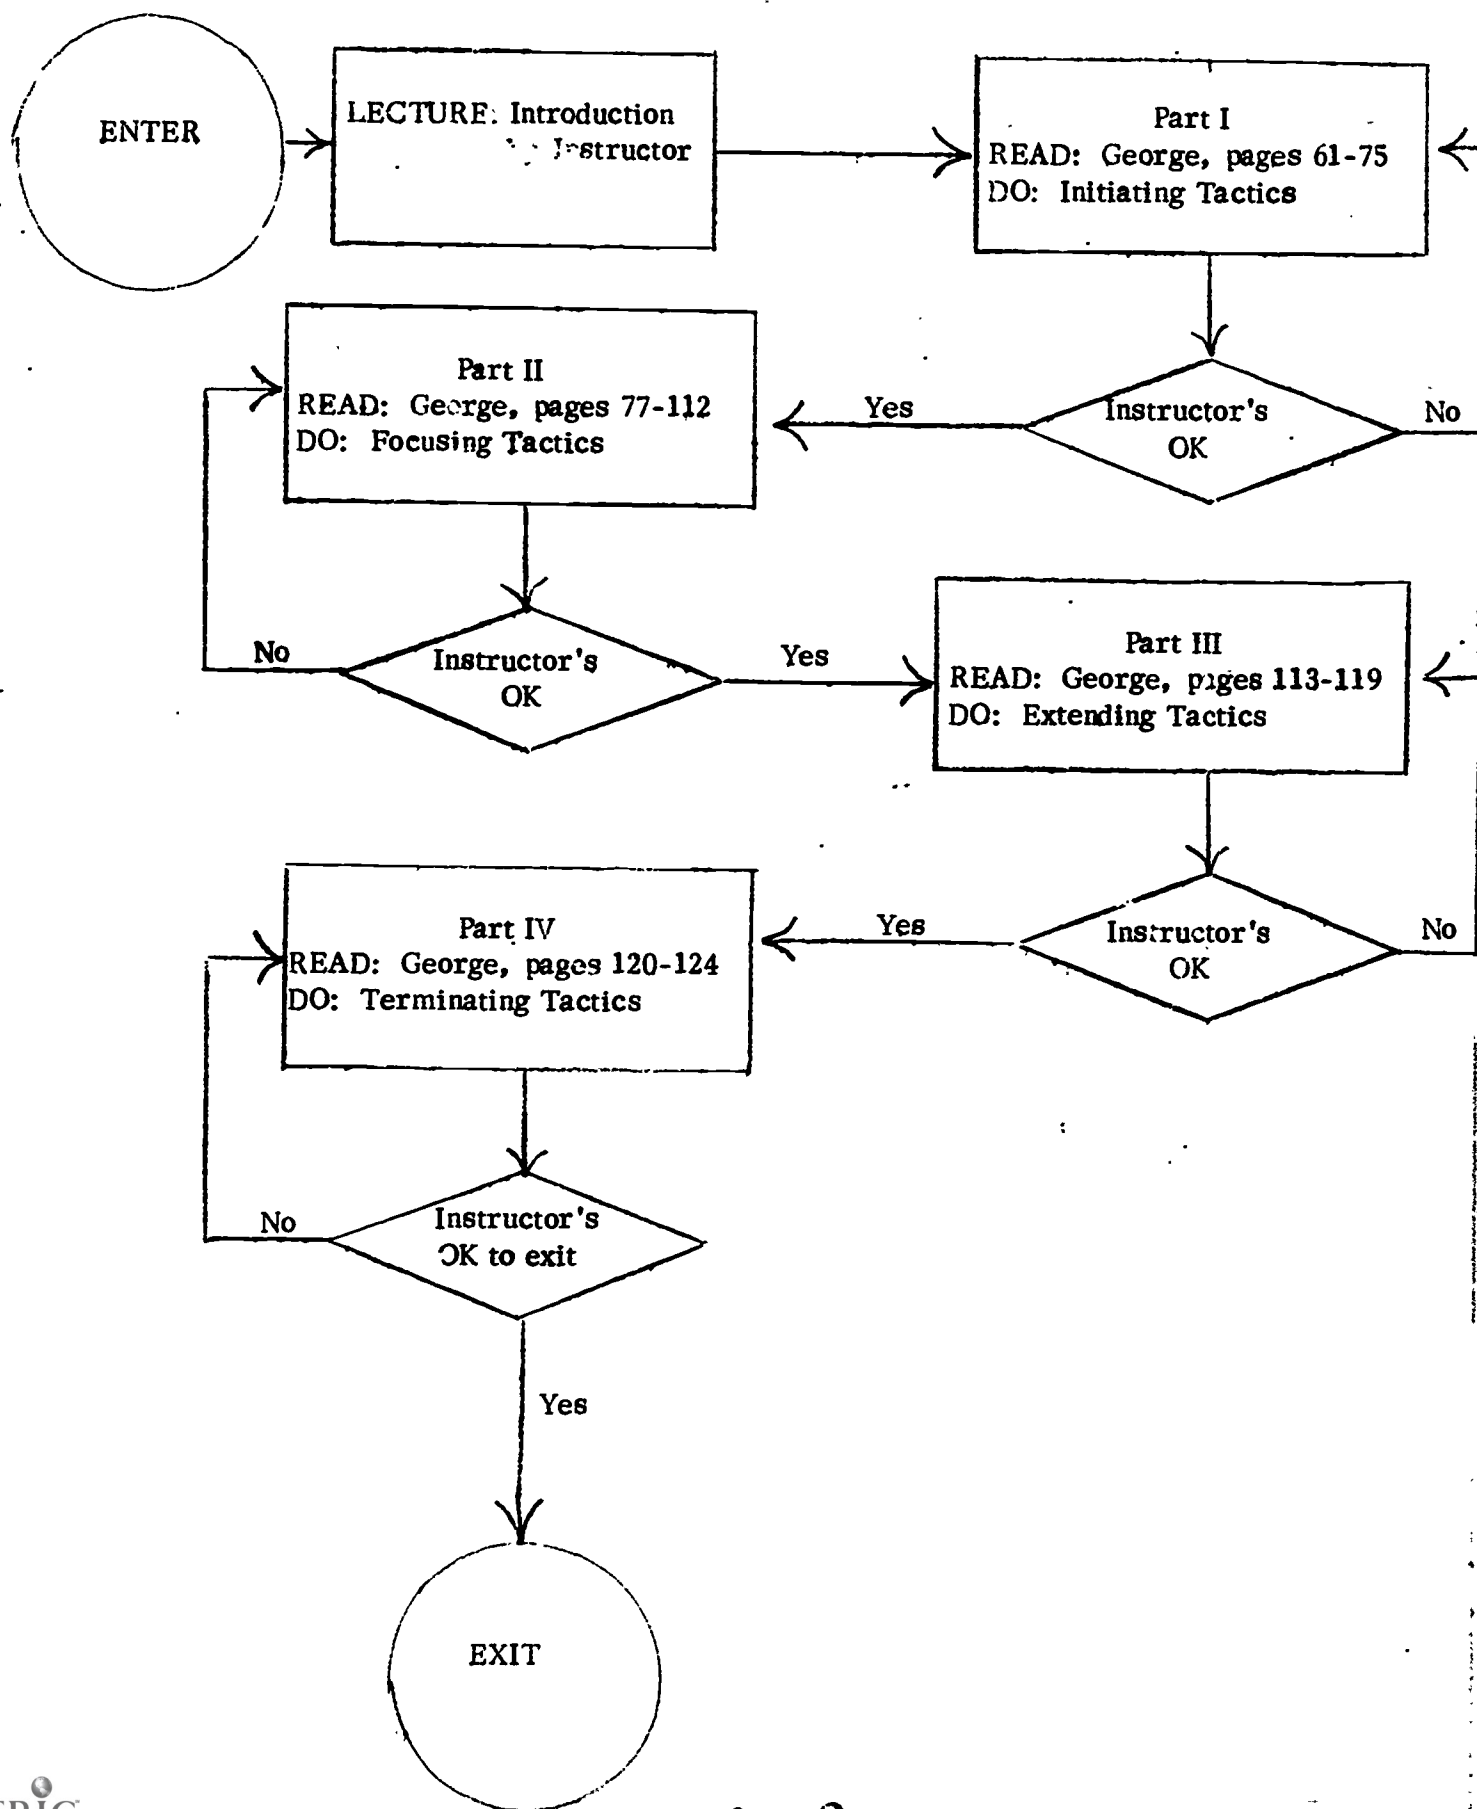 ENTER
LECTURE: Introduction
Instructor
Part I
READ: George, pages 61-75
DO: Initiating Tactics
Instructor's
OK
Yes
No
Part II
READ: George, pages 77-112
DO: Focusing Tactics
Instructor's
OK
No
Yes
Part III
READ: George, pages 113-119
DO: Extending Tactics
Instructor's
OK
Yes
No
Part IV
READ: George, pages 120-124
DO: Terminating Tactics
Instructor's
OK to exit
No
Yes
EXIT